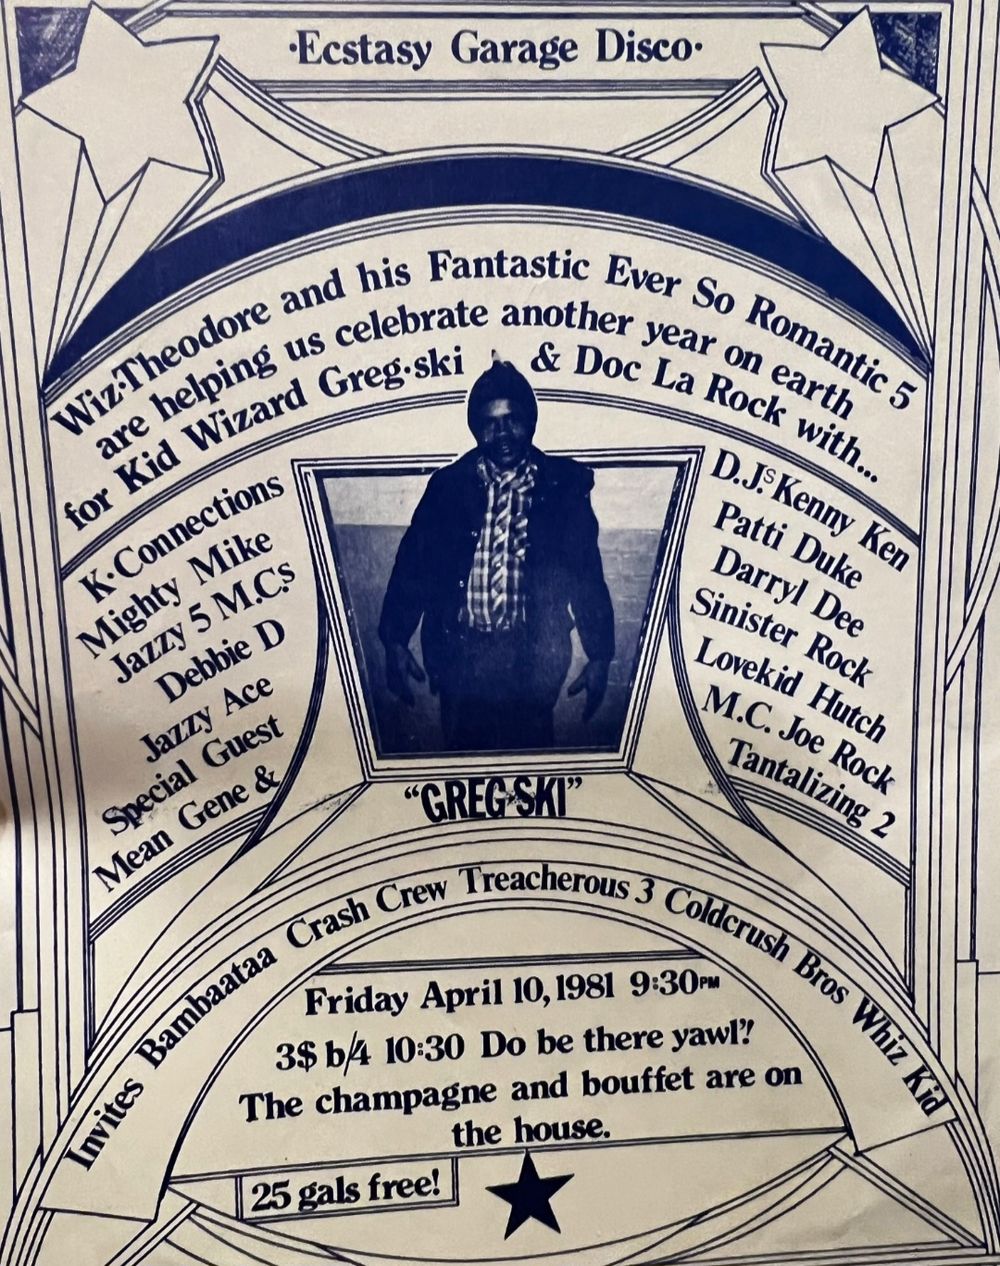 ·Ecstasy Garage Disco·
Wiz·Theodore and his Fantastic Ever So Romantic 5
are helping us celebrate another year on earth
for Kid Wizard Greg·ski & Doc La Rock with...
K·Connections
Mighty Mike
Jazzy 5 M.C.s
Debbie D
Jazzy Ace
Special Guest
Mean Gene &
D.J.s Kenny Ken
Patti Duke
Darryl Dee
Sinister Rock
Lovekid Hutch
M.C. Joe Rock
Tantalizing 2
"GREG·SKI"
Invites Bambaataa Crash Crew Treacherous 3 Coldcrush Bros Whiz Kid
Friday April 10, 1981 9:30PM
3$ b/4 10:30 Do be there yawl"!
The champagne and bouffet are on
the house.
25 gals free!